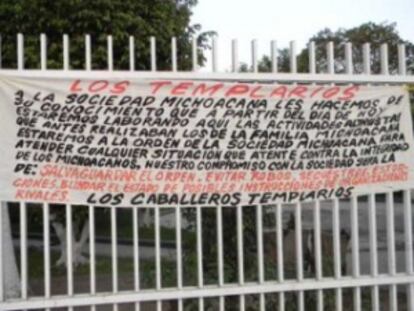 LOS TEMPLARIOS
A LA SOCIEDAD MICHOACANA LES HACEMOS DE
SU CONOCIMIENTO QUE A PARTIR DEL DIA DE HOY
ESTAREMOS LABORANDO AQUI LAS ACTIVIDADES ALTRUISTAS
QUE ANTES REALIZABAN LOS DE LA FAMILIA MICHOACANA
ESTAREMOS A LA ORDEN DE LA SOCIEDAD MICHOACANA PARA
ATENDER CUALQUIER SITUACION QUE ATENTE CONTRA LA INTEGRIDAD
DE LOS MICHOACANOS. NUESTRO COMPROMISO CON LA SOCIEDAD SERA LA
DE: SALVAGUARDAR EL ORDEN. EVITAR ROBOS, SECUESTROS, EXTOR
CIONES. BLINDAR EL ESTADO DE POSIBLES INSTRUCCIONES DE ORGANIZACIONES
RIVALES. LOS CABALLEROS TEMPLARIOS